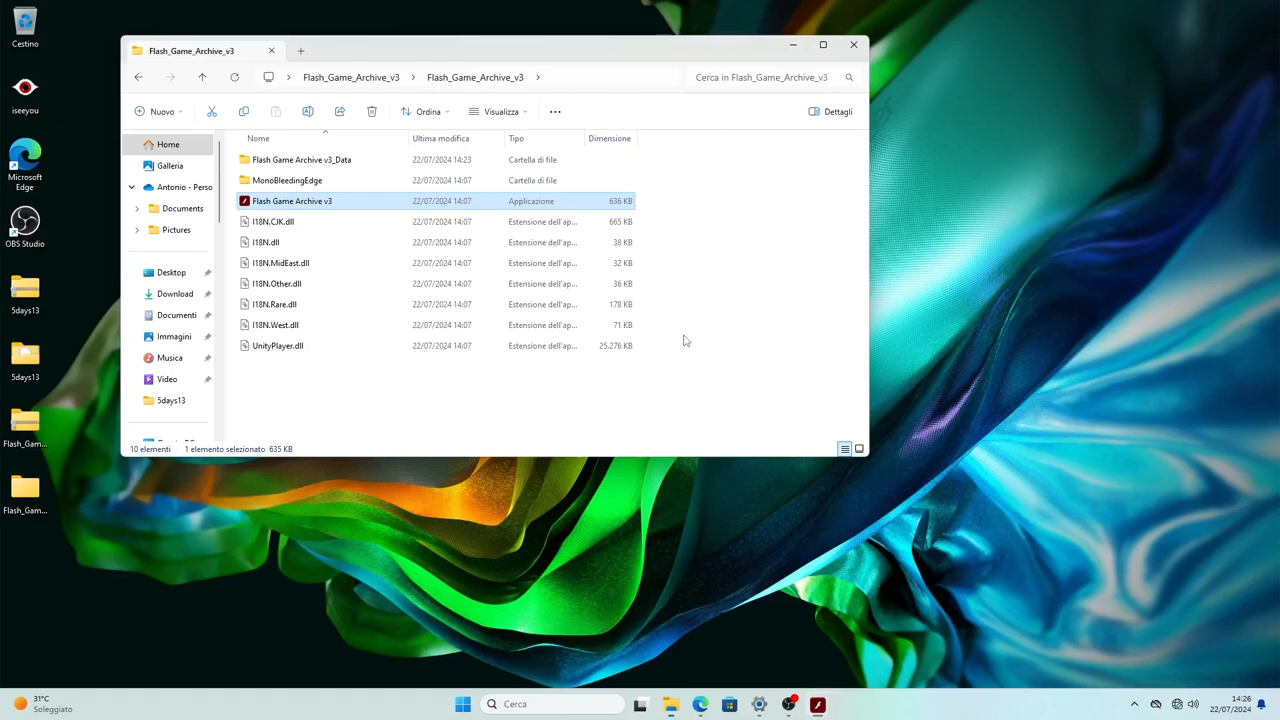 Cestino
iseeyou
Microsoft
Edge
OBS Studio
5days13
5days13
Flash_Gam...
Flash_Gam...
Flash_Game_Archive_v3
Flash_Game_Archive_v3 Flash_Game_Archive_v3
Cerca in Flash_Game_Archive_v3
Nuovo
Ordina
Visualizza
Dettagli
Home
Galleria
Antonio - Perso
Documents
Pictures
Desktop
Download
Documenti
Immagini
Musica
Video
5days13
Nome Ultima modifica Tipo Dimensione
Flash Game Archive v3_Data 22/07/2024 14:23 Cartella di file
MonoBleedingEdge 22/07/2024 14:07 Cartella di file
Flash Game Archive v3 22/07/2024 14:07 Applicazione 636 KB
I18N.CJK.dll 22/07/2024 14:07 Estensione dell'ap... 665 KB
I18N.dll 22/07/2024 14:07 Estensione dell'ap... 38 KB
I18N.MidEast.dll 22/07/2024 14:07 Estensione dell'ap... 32 KB
I18N.Other.dll 22/07/2024 14:07 Estensione dell'ap... 36 KB
I18N.Rare.dll 22/07/2024 14:07 Estensione dell'ap... 178 KB
I18N.West.dll 22/07/2024 14:07 Estensione dell'ap... 71 KB
UnityPlayer.dll 22/07/2024 14:07 Estensione dell'ap... 25.276 KB
10 elementi 1 elemento selezionato 635 KB
31°C
Soleggiato
Cerca
14:26
22/07/2024